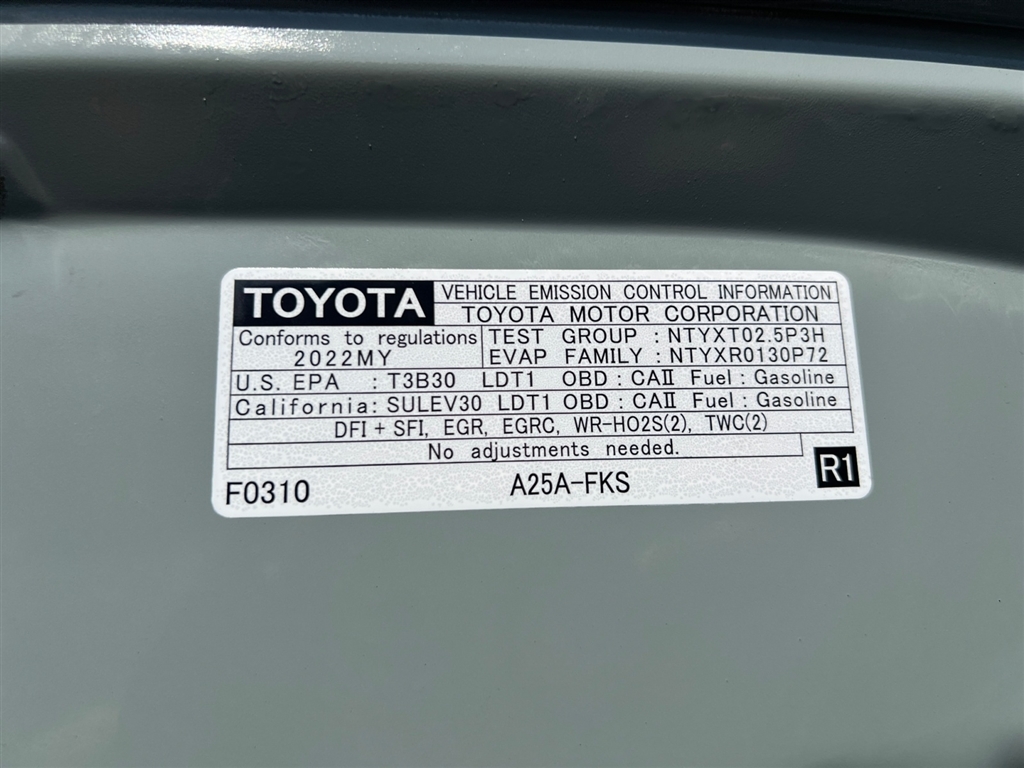 TOYOTA VEHICLE EMISSION CONTROL INFORMATION
TOYOTA MOTOR CORPORATION
Conforms to regulations TEST GROUP : NTYXT02.5P3H
2022MY EVAP FAMILY : NTYXR0130P72
U.S. EPA : T3B30 LDT1 OBD : CAⅡ Fuel : Gasoline
California: SULEV30 LDT1 OBD : CAⅡ Fuel : Gasoline
DFI + SFI, EGR, EGRC, WR-HO2S(2), TWC(2)
No adjustments needed.
F0310 A25A-FKS R1